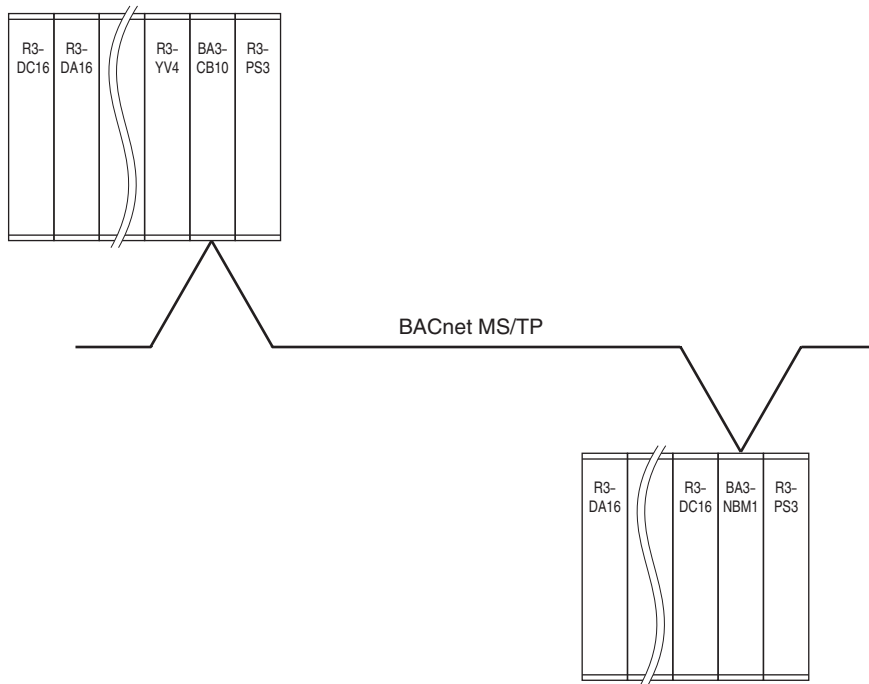 R3-
DC16
R3-
DA16
R3-
YV4
BA3-
CB10
R3-
PS3
BACnet MS/TP
R3-
DA16
R3-
DC16
BA3-
NBM1
R3-
PS3